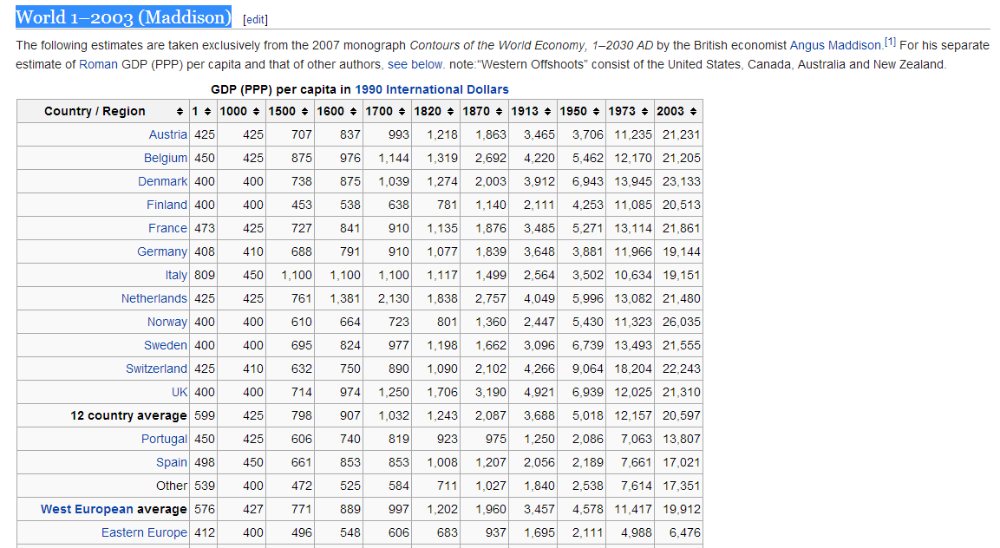 World 1–2003 (Maddison) [edit]
The following estimates are taken exclusively from the 2007 monograph Contours of the World Economy, 1–2030 AD by the British economist Angus Maddison.[1] For his separate
estimate of Roman GDP (PPP) per capita and that of other authors, see below. note:“Western Offshoots” consist of the United States, Canada, Australia and New Zealand.
GDP (PPP) per capita in 1990 International Dollars
Country / Region 1 1000 1500 1600 1700 1820 1870 1913 1950 1973 2003
Austria 425 425 707 837 993 1,218 1,863 3,465 3,706 11,235 21,231
Belgium 450 425 875 976 1,144 1,319 2,692 4,220 5,462 12,170 21,205
Denmark 400 400 738 875 1,039 1,274 2,003 3,912 6,943 13,945 23,133
Finland 400 400 453 538 638 781 1,140 2,111 4,253 11,085 20,513
France 473 425 727 841 910 1,135 1,876 3,485 5,271 13,114 21,861
Germany 408 410 688 791 910 1,077 1,839 3,648 3,881 11,966 19,144
Italy 809 450 1,100 1,100 1,100 1,117 1,499 2,564 3,502 10,634 19,151
Netherlands 425 425 761 1,381 2,130 1,838 2,757 4,049 5,996 13,082 21,480
Norway 400 400 610 664 723 801 1,360 2,447 5,430 11,323 26,035
Sweden 400 400 695 824 977 1,198 1,662 3,096 6,739 13,493 21,555
Switzerland 425 410 632 750 890 1,090 2,102 4,266 9,064 18,204 22,243
UK 400 400 714 974 1,250 1,706 3,190 4,921 6,939 12,025 21,310
12 country average 599 425 798 907 1,032 1,243 2,087 3,688 5,018 12,157 20,597
Portugal 450 425 606 740 819 923 975 1,250 2,086 7,063 13,807
Spain 498 450 661 853 853 1,008 1,207 2,056 2,189 7,661 17,021
Other 539 400 472 525 584 711 1,027 1,840 2,538 7,614 17,351
West European average 576 427 771 889 997 1,202 1,960 3,457 4,578 11,417 19,912
Eastern Europe 412 400 496 548 606 683 937 1,695 2,111 4,988 6,476